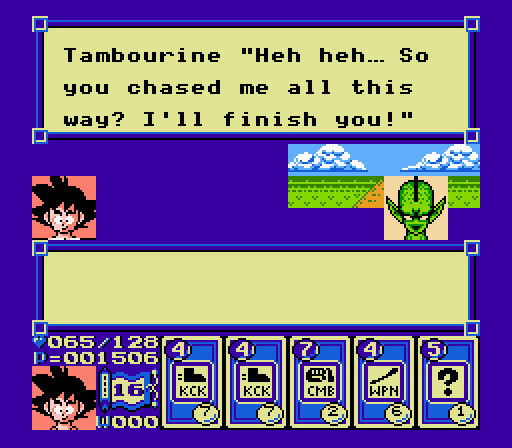 Tambourine "Heh heh… So
you chased me all this
way? I'll finish you!"
065/128
P=001506
16
W000
4 4 7 4 5
KCK KCK CMB WPN ?
7 7 2 6 1